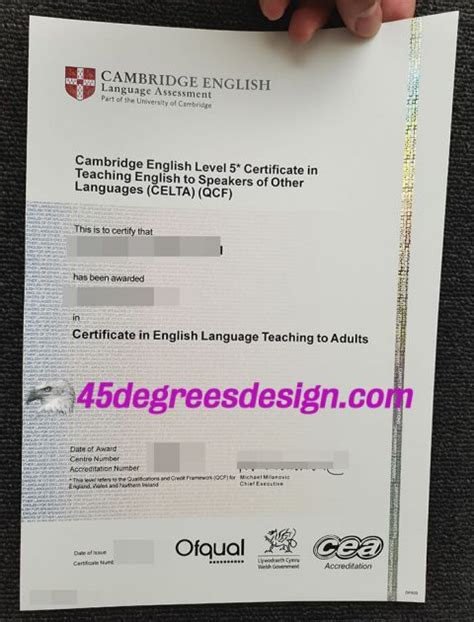 CAMBRIDGE ENGLISH
Language Assessment
Part of the University of Cambridge
Cambridge English Level 5* Certificate in
Teaching English to Speakers of Other
Languages (CELTA) (QCF)
This is to certify that
has been awarded
in
Certificate in English Language Teaching to Adults
45degreesdesign.com
Date of Award
Centre Number
Accreditation Number
* This level refers to the Qualifications and Credit Framework (QCF) for
England, Wales and Northern Ireland
Michael Milanovic
Chief Executive
Date of Issue
Certificate Num
Ofqual
Llywodraeth Cymru
Welsh Government
cea
Accreditation